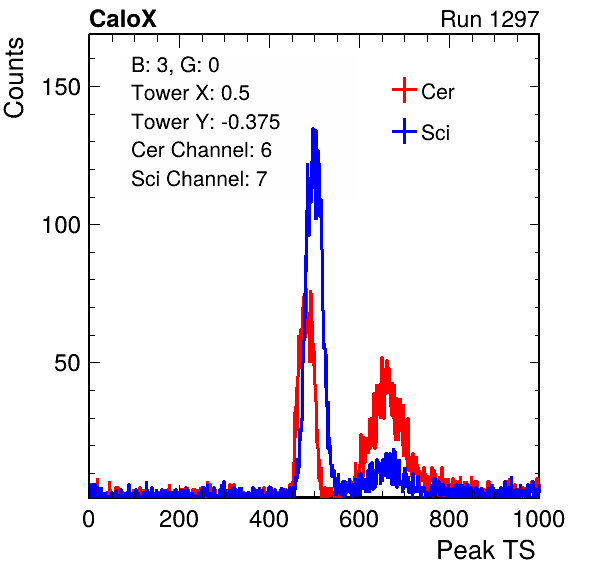 CaloX Run 1297
Counts
B: 3, G: 0
Tower X: 0.5
Tower Y: -0.375
Cer Channel: 6
Sci Channel: 7
Cer
Sci
150
100
50
0 200 400 600 800 1000
Peak TS